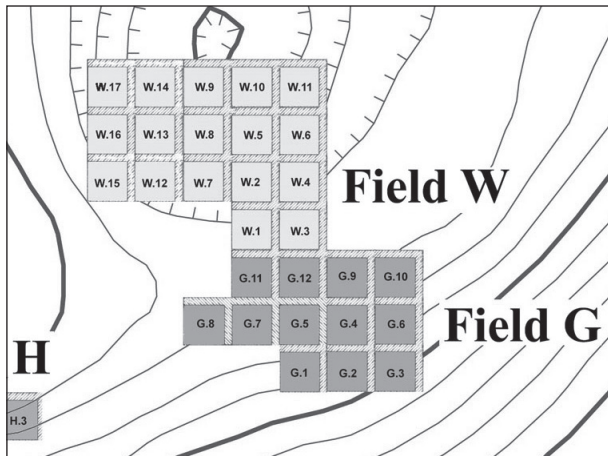 W.17 W.14 W.9 W.10 W.11
W.16 W.13 W.8 W.5 W.6
W.15 W.12 W.7 W.2 W.4
Field W
W.1 W.3
G.11 G.12 G.9 G.10
G.8 G.7 G.5 G.4 G.6
Field G
H
G.1 G.2 G.3
H.3